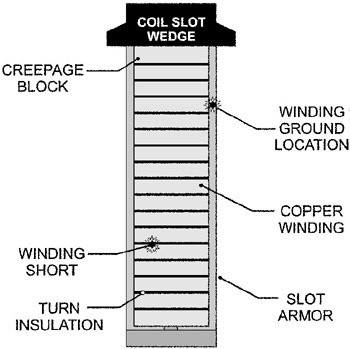 COIL SLOT
WEDGE
CREEPAGE
BLOCK
WINDING
GROUND
LOCATION
COPPER
WINDING
WINDING
SHORT
TURN
INSULATION
SLOT
ARMOR